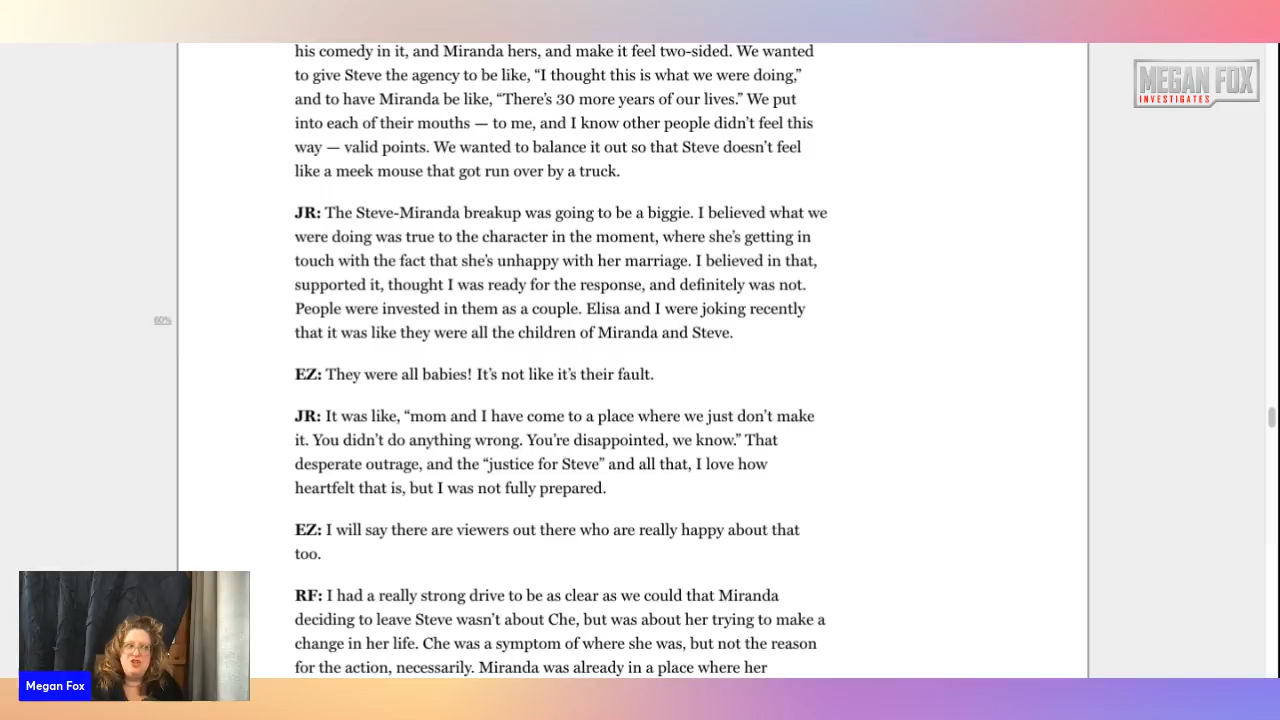 his comedy in it, and Miranda hers, and make it feel two-sided. We wanted
to give Steve the agency to be like, “I thought this is what we were doing,”
and to have Miranda be like, “There’s 30 more years of our lives.” We put
into each of their mouths — to me, and I know other people didn’t feel this
way — valid points. We wanted to balance it out so that Steve doesn’t feel
like a meek mouse that got run over by a truck.
JR: The Steve-Miranda breakup was going to be a biggie. I believed what we
were doing was true to the character in the moment, where she’s getting in
touch with the fact that she’s unhappy with her marriage. I believed in that,
supported it, thought I was ready for the response, and definitely was not.
People were invested in them as a couple. Elisa and I were joking recently
that it was like they were all the children of Miranda and Steve.
EZ: They were all babies! It’s not like it’s their fault.
JR: It was like, “mom and I have come to a place where we just don’t make
it. You didn’t do anything wrong. You’re disappointed, we know.” That
desperate outrage, and the “justice for Steve” and all that, I love how
heartfelt that is, but I was not fully prepared.
EZ: I will say there are viewers out there who are really happy about that
too.
RF: I had a really strong drive to be as clear as we could that Miranda
deciding to leave Steve wasn’t about Che, but was about her trying to make a
change in her life. Che was a symptom of where she was, but not the reason
for the action, necessarily. Miranda was already in a place where her
MEGAN FOX
INVESTIGATES
Megan Fox